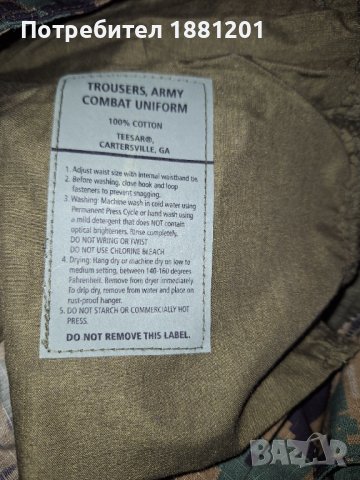 Потребител 1881201
TROUSERS, ARMY
COMBAT UNIFORM
100% COTTON
TEESAR®,
CARTERSVILLE, GA
1. Adjust waist size with internal waistband tie.
2. Before washing, close hook and loop
fasteners to prevent snagging.
3. Washing: Machine wash in cold water using
Permanent Press Cycle or hand wash using
a mild detergent that does NOT contain
optical brighteners. Rinse completely.
DO NOT WRING OR TWIST
DO NOT USE CHLORINE BLEACH
4. Drying: Hang dry or machine dry on low to
medium setting, between 140-160 degrees
Fahrenheit. Remove from dryer immediately.
To drip dry, remove from water and place on
rust-proof hanger.
5. DO NOT STARCH OR COMMERCIALLY HOT
PRESS.
DO NOT REMOVE THIS LABEL.
BAZAR